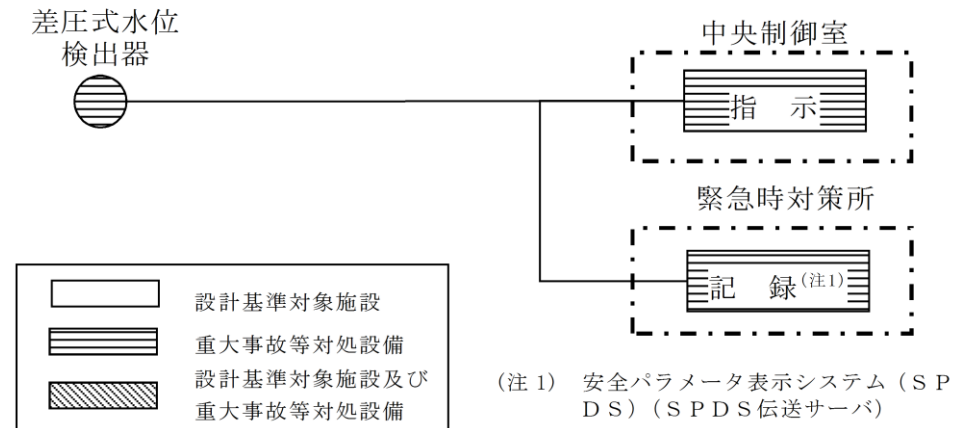 差圧式水位
検出器
中央制御室
指　示
緊急時対策所
記　録(注1)
設計基準対象施設
重大事故等対処設備
設計基準対象施設及び
重大事故等対処設備
(注 1)　安全パラメータ表示システム（ＳＰ
ＤＳ）（ＳＰＤＳ伝送サーバ）